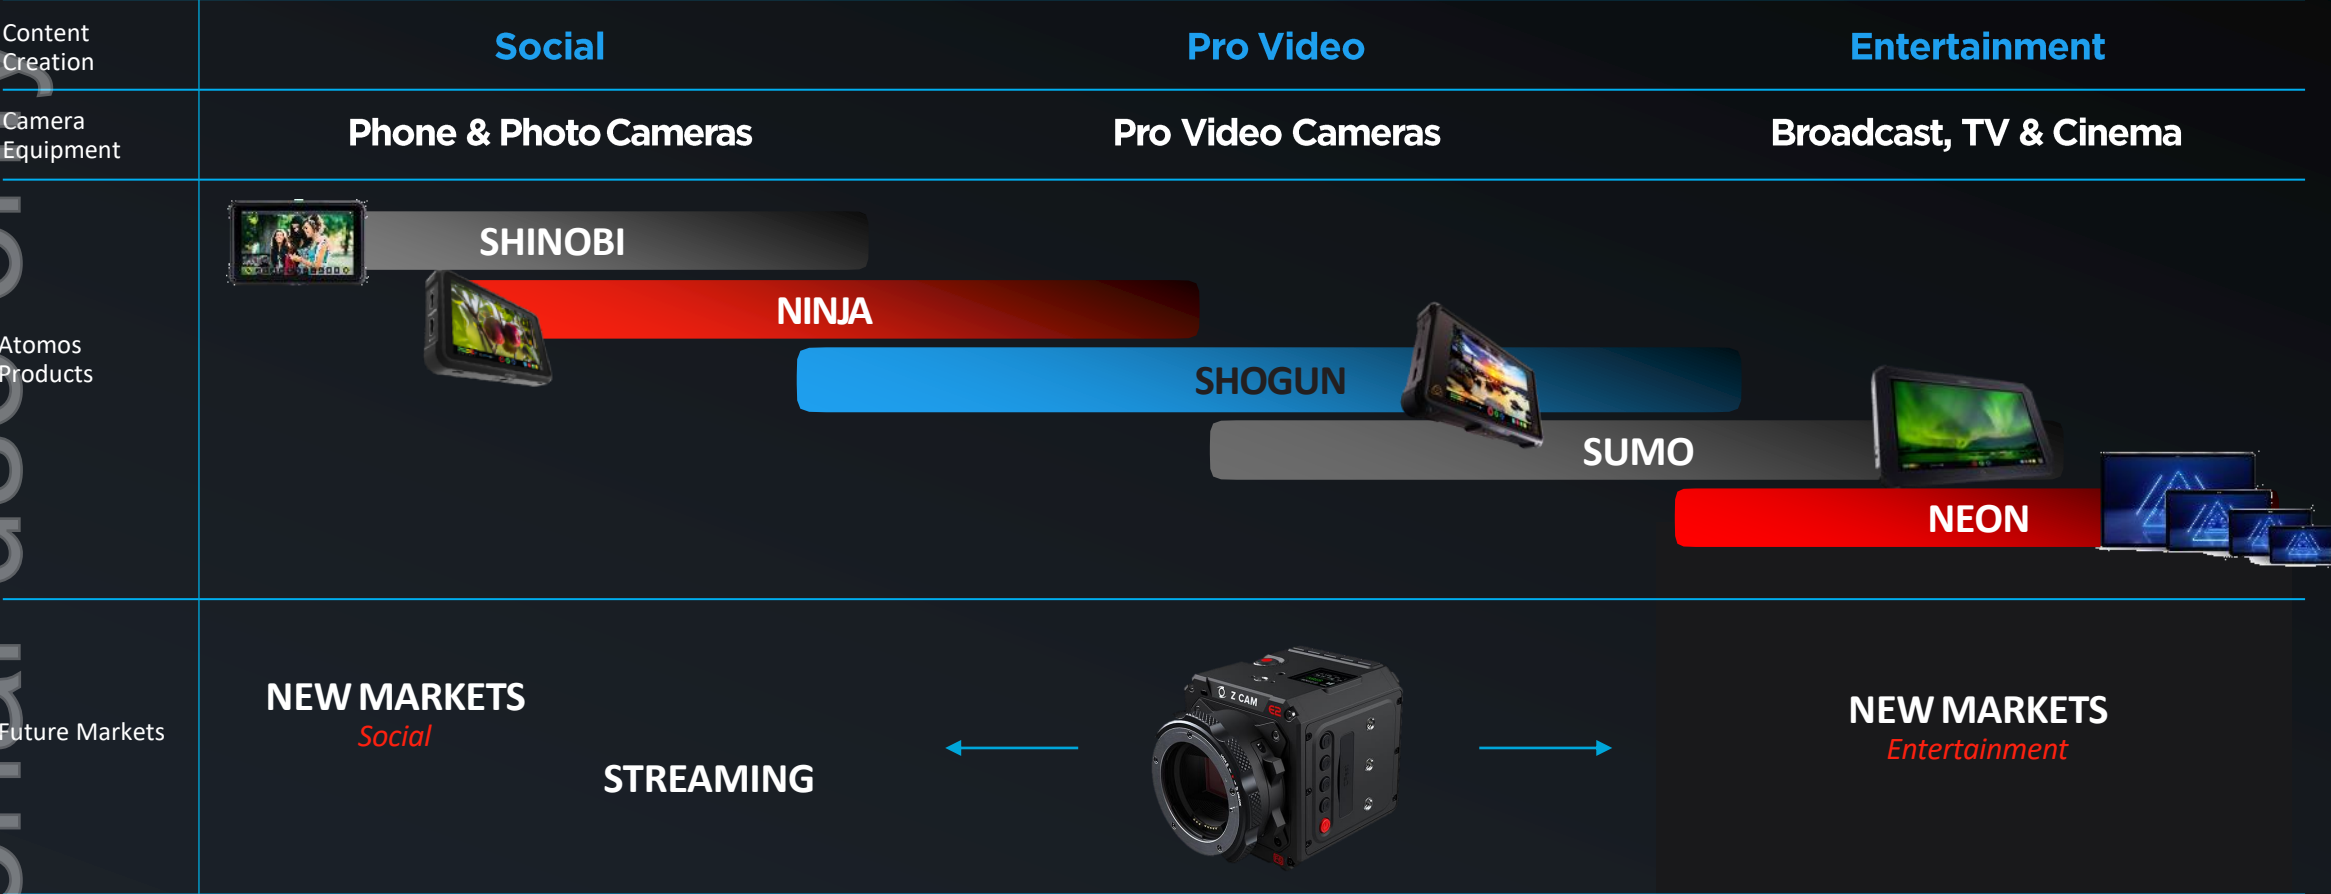 Content
Creation
Social
Pro Video
Entertainment
Camera
Equipment
Phone & Photo Cameras
Pro Video Cameras
Broadcast, TV & Cinema
Atomos
Products
SHINOBI
NINJA
SHOGUN
SUMO
NEON
Future Markets
NEW MARKETS
Social
STREAMING
Z CAM
E2
NEW MARKETS
Entertainment